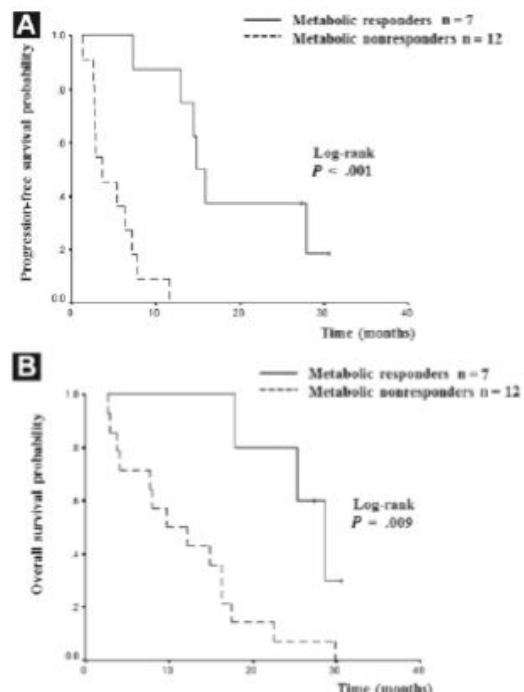 A
Metabolic responders n = 7
Metabolic nonresponders n = 12
Progression-free survival probability
1.0
.8
.6
.4
.2
0.0
Log-rank
P < .001
0
10
20
30
40
Time (months)
B
Metabolic responders n = 7
Metabolic nonresponders n = 12
Overall survival probability
1.0
.8
.6
.4
.2
0.0
Log-rank
P = .009
0
10
20
30
40
Time (months)